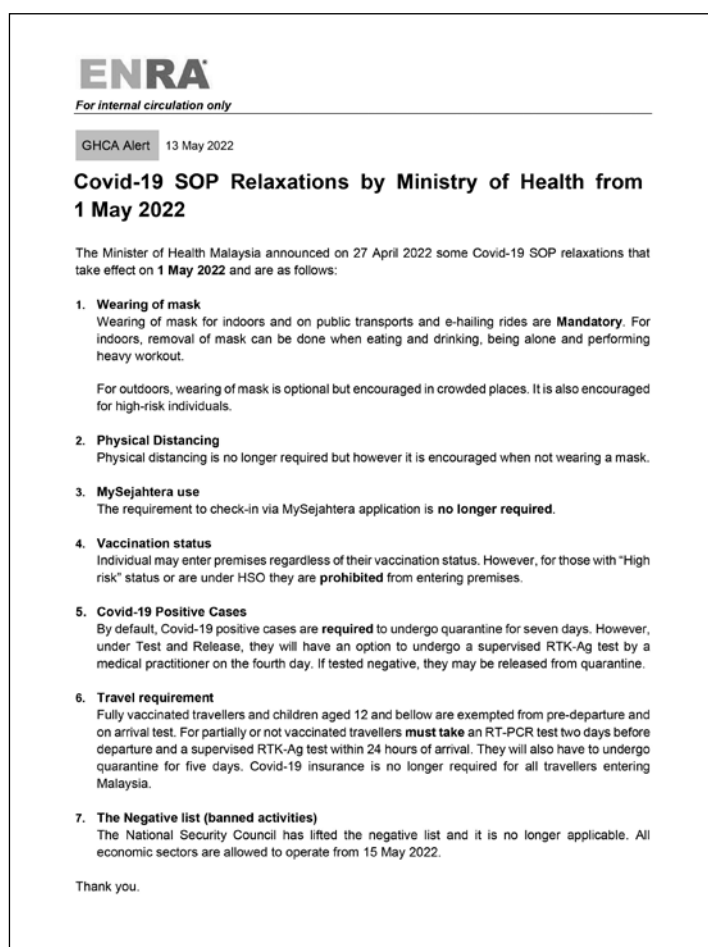 ENRA
For internal circulation only
GHCA Alert 13 May 2022
Covid-19 SOP Relaxations by Ministry of Health from
1 May 2022
The Minister of Health Malaysia announced on 27 April 2022 some Covid-19 SOP relaxations that
take effect on 1 May 2022 and are as follows:
1. Wearing of mask
Wearing of mask for indoors and on public transports and e-hailing rides are Mandatory. For
indoors, removal of mask can be done when eating and drinking, being alone and performing
heavy workout.
For outdoors, wearing of mask is optional but encouraged in crowded places. It is also encouraged
for high-risk individuals.
2. Physical Distancing
Physical distancing is no longer required but however it is encouraged when not wearing a mask.
3. MySejahtera use
The requirement to check-in via MySejahtera application is no longer required.
4. Vaccination status
Individual may enter premises regardless of their vaccination status. However, for those with “High
risk” status or are under HSO they are prohibited from entering premises.
5. Covid-19 Positive Cases
By default, Covid-19 positive cases are required to undergo quarantine for seven days. However,
under Test and Release, they will have an option to undergo a supervised RTK-Ag test by a
medical practitioner on the fourth day. If tested negative, they may be released from quarantine.
6. Travel requirement
Fully vaccinated travellers and children aged 12 and bellow are exempted from pre-departure and
on arrival test. For partially or not vaccinated travellers must take an RT-PCR test two days before
departure and a supervised RTK-Ag test within 24 hours of arrival. They will also have to undergo
quarantine for five days. Covid-19 insurance is no longer required for all travellers entering
Malaysia.
7. The Negative list (banned activities)
The National Security Council has lifted the negative list and it is no longer applicable. All
economic sectors are allowed to operate from 15 May 2022.
Thank you.